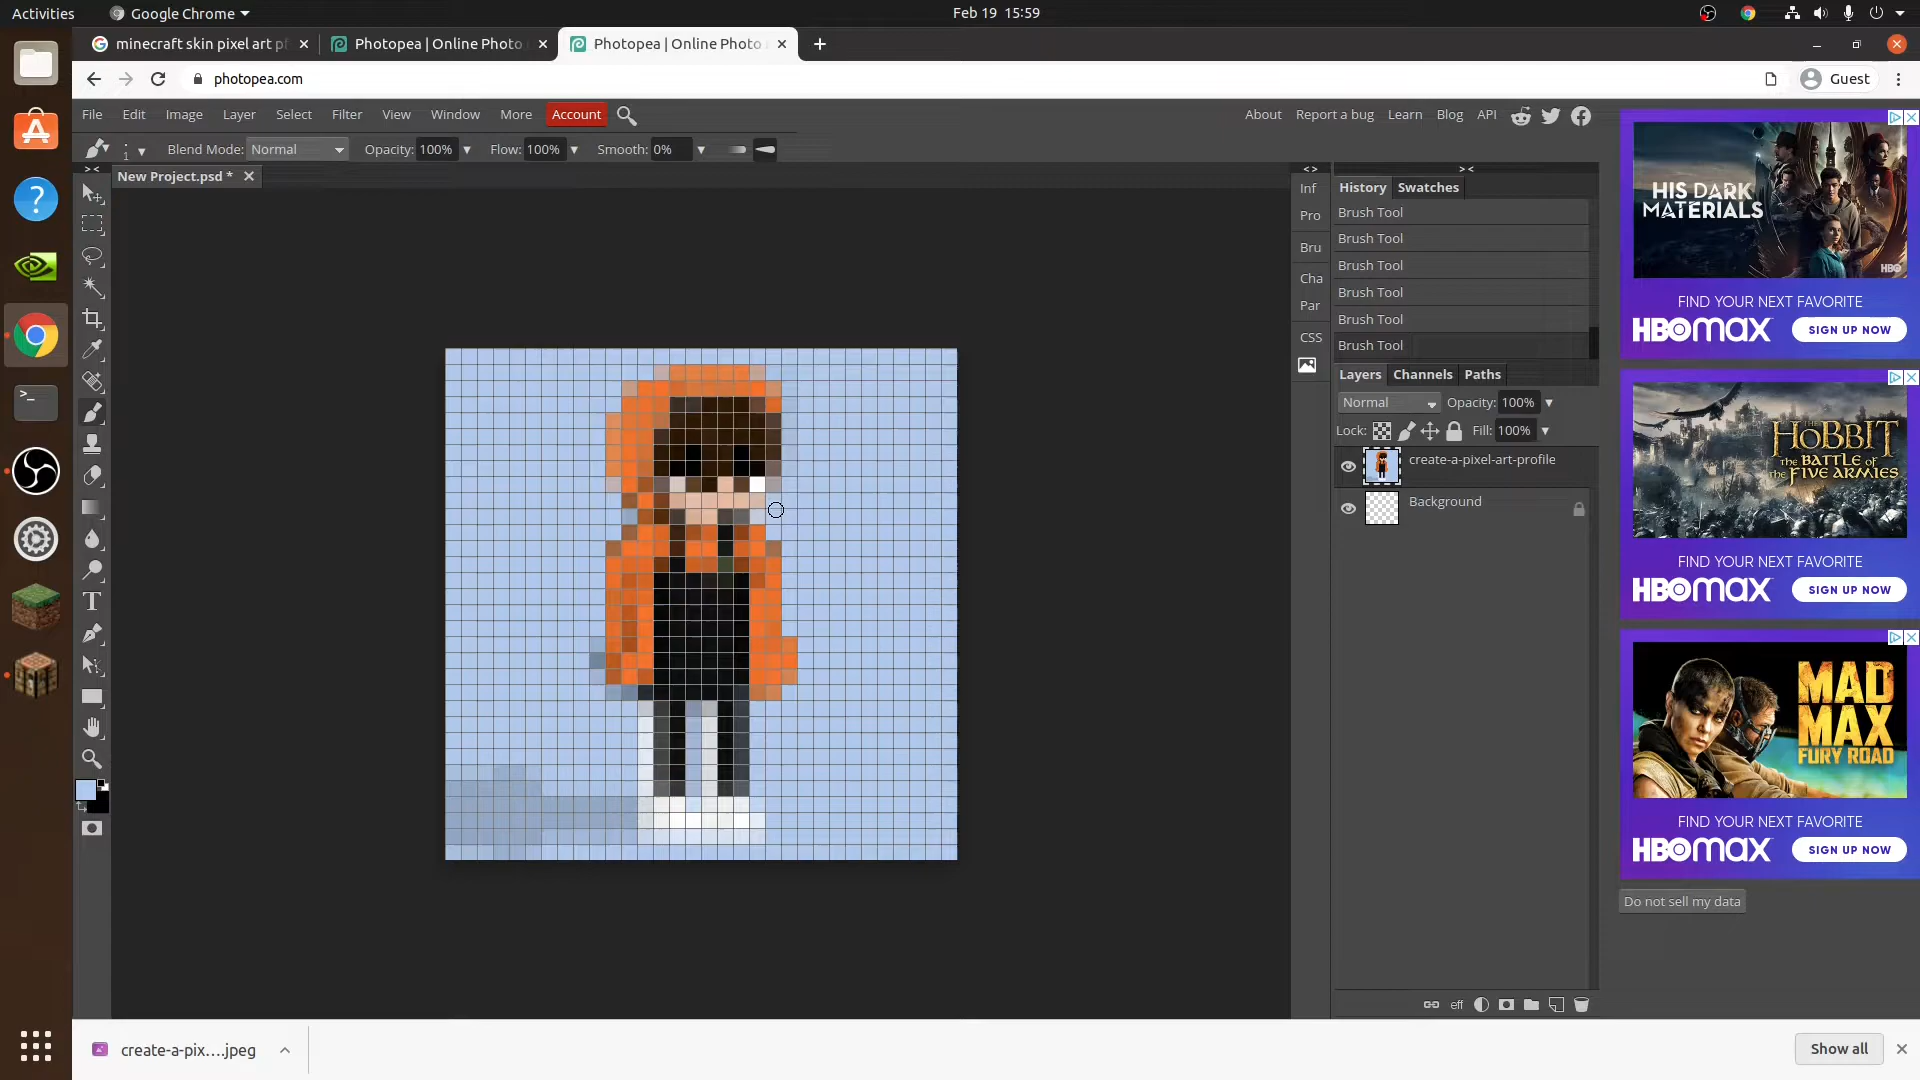 Activities
Google Chrome
Feb 19 15:59
minecraft skin pixel art pf
Photopea | Online Photo
Photopea | Online Photo
photopea.com
Guest
File Edit Image Layer Select Filter View Window More Account
About Report a bug Learn Blog API
1 Blend Mode: Normal Opacity: 100% Flow: 100% Smooth: 0%
New Project.psd *
Inf
Pro
Bru
Cha
Par
CSS
History Swatches
Brush Tool
Brush Tool
Brush Tool
Brush Tool
Brush Tool
Brush Tool
Layers Channels Paths
Normal Opacity: 100%
Lock: Fill: 100%
create-a-pixel-art-profile
Background
eff
HIS DARK
MATERIALS
HBO
FIND YOUR NEXT FAVORITE
HBOMAX SIGN UP NOW
THE
HOBBIT
THE BATTLE OF
THE FIVE ARMIES
FIND YOUR NEXT FAVORITE
HBOMAX SIGN UP NOW
MAD
MAX
FURY ROAD
FIND YOUR NEXT FAVORITE
HBOMAX SIGN UP NOW
Do not sell my data
create-a-pix....jpeg
Show all